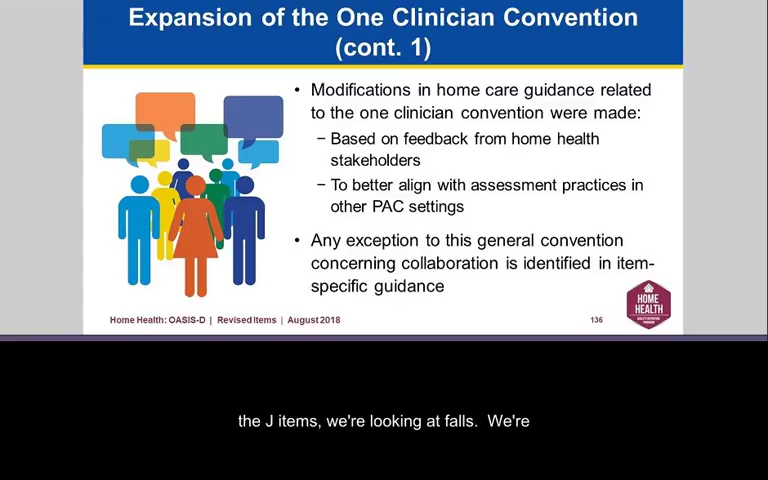 Expansion of the One Clinician Convention
(cont. 1)
• Modifications in home care guidance related
to the one clinician convention were made:
− Based on feedback from home health
stakeholders
− To better align with assessment practices in
other PAC settings
• Any exception to this general convention
concerning collaboration is identified in item-
specific guidance
Home Health: OASIS-D | Revised Items | August 2018
136
HOME
HEALTH
QUALITY REPORTING
PROGRAM
the J items, we're looking at falls. We're